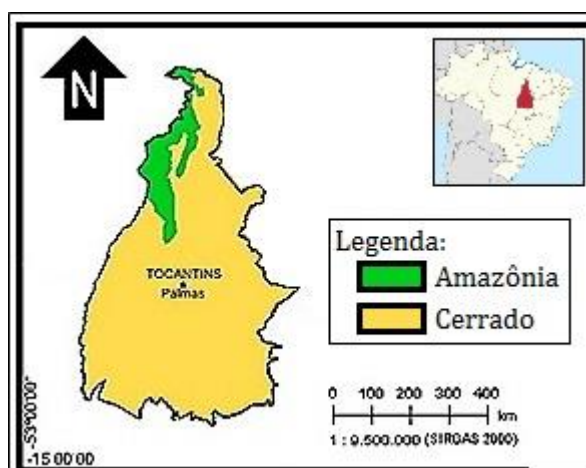 N
TOCANTINS
Palmas
Legenda:
Amazônia
Cerrado
0 100 200 300 400
km
1 : 9.500.000 (SIRGAS 2000)
-53°00'00"
-15 00'00